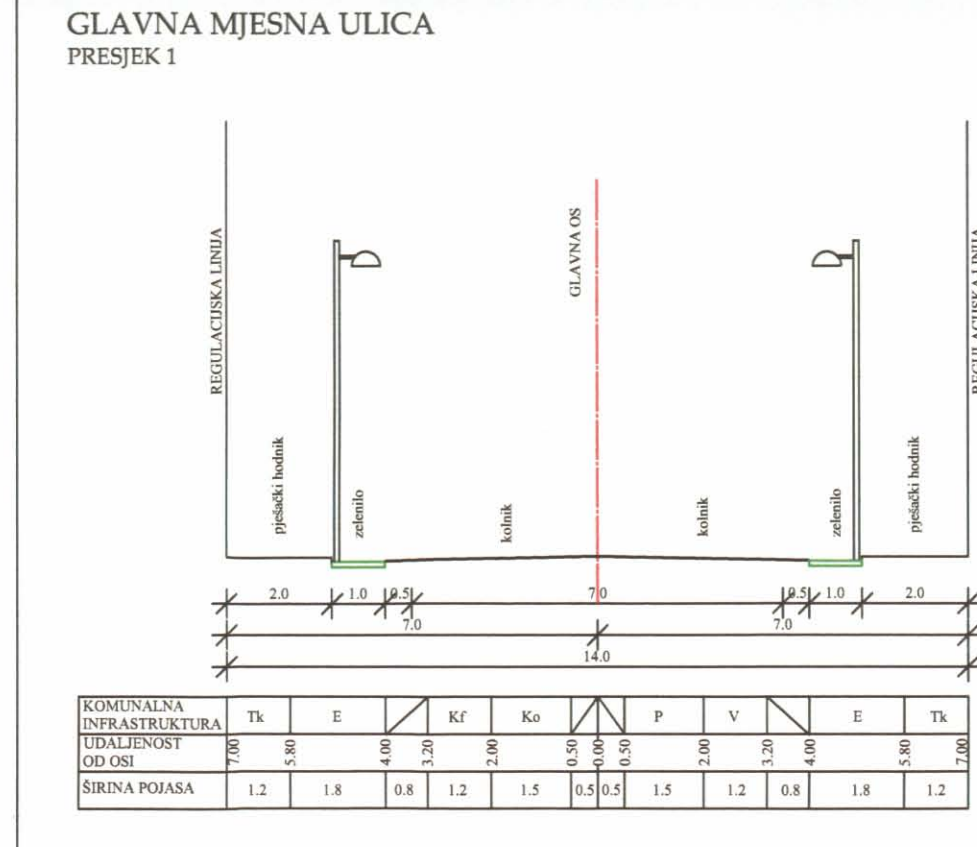 GLAVNA MJESNA ULICA
PRESJEK 1
REGULACIJSKA LINIJA
GLAVNA OS
REGULACIJSKA LINIJA
pješački hodnik
zelenilo
kolnik
kolnik
zelenilo
pješački hodnik
2.0 1.0 0.5 7.0 0.5 1.0 2.0
7.0 7.0
14.0
KOMUNALNA
INFRASTRUKTURA Tk E Kf Ko P V E Tk
UDALJENOST
OD OSI 7.00 5.80 4.00 3.20 2.00 0.50 0.00 0.50 2.00 3.20 4.00 5.80 7.00
ŠIRINA POJASA 1.2 1.8 0.8 1.2 1.5 0.5 0.5 1.5 1.2 0.8 1.8 1.2